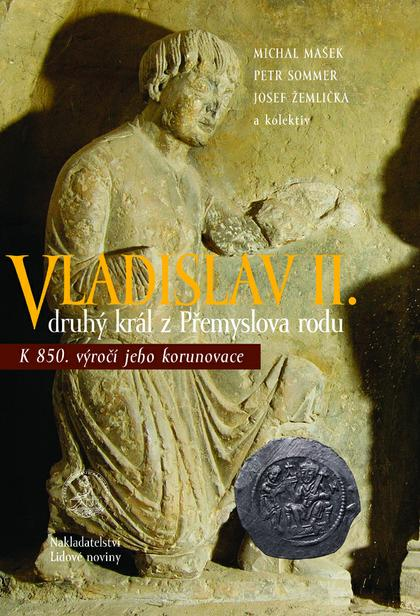 MICHAL MAŠEK
PETR SOMMER
JOSEF ŽEMLIČKA
a kolektiv
VLADISLAV II.
druhý král z Přemyslova rodu
K 850. výročí jeho korunovace
Nakladatelství
Lidové noviny